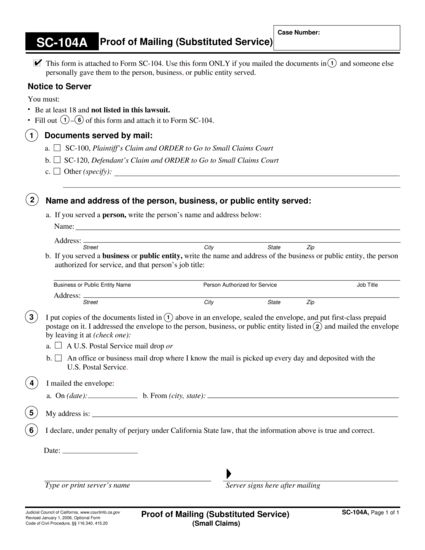 Case Number:
SC-104A Proof of Mailing (Substituted Service)
✔ This form is attached to Form SC-104. Use this form ONLY if you mailed the documents in 1 and someone else
personally gave them to the person, business, or public entity served.
Notice to Server
You must:
• Be at least 18 and not listed in this lawsuit.
• Fill out 1–6 of this form and attach it to Form SC-104.
1 Documents served by mail:
a. SC-100, Plaintiff's Claim and ORDER to Go to Small Claims Court
b. SC-120, Defendant's Claim and ORDER to Go to Small Claims Court
c. Other (specify):
2 Name and address of the person, business, or public entity served:
a. If you served a person, write the person's name and address below:
Name:
Address:
Street City State Zip
b. If you served a business or public entity, write the name and address of the business or public entity, the person
authorized for service, and that person's job title:
Business or Public Entity Name Person Authorized for Service Job Title
Address:
Street City State Zip
3 I put copies of the documents listed in 1 above in an envelope, sealed the envelope, and put first-class prepaid
postage on it. I addressed the envelope to the person, business, or public entity listed in 2 and mailed the envelope
by leaving it at (check one):
a. A U.S. Postal Service mail drop or
b. An office or business mail drop where I know the mail is picked up every day and deposited with the
U.S. Postal Service.
4 I mailed the envelope:
a. On (date): b. From (city, state):
5 My address is:
6 I declare, under penalty of perjury under California State law, that the information above is true and correct.
Date:
Type or print server's name Server signs here after mailing
Judicial Council of California, www.courtinfo.ca.gov
Revised January 1, 2006, Optional Form
Code of Civil Procedure, §§ 116.340, 415.20
Proof of Mailing (Substituted Service)
(Small Claims)
SC-104A, Page 1 of 1